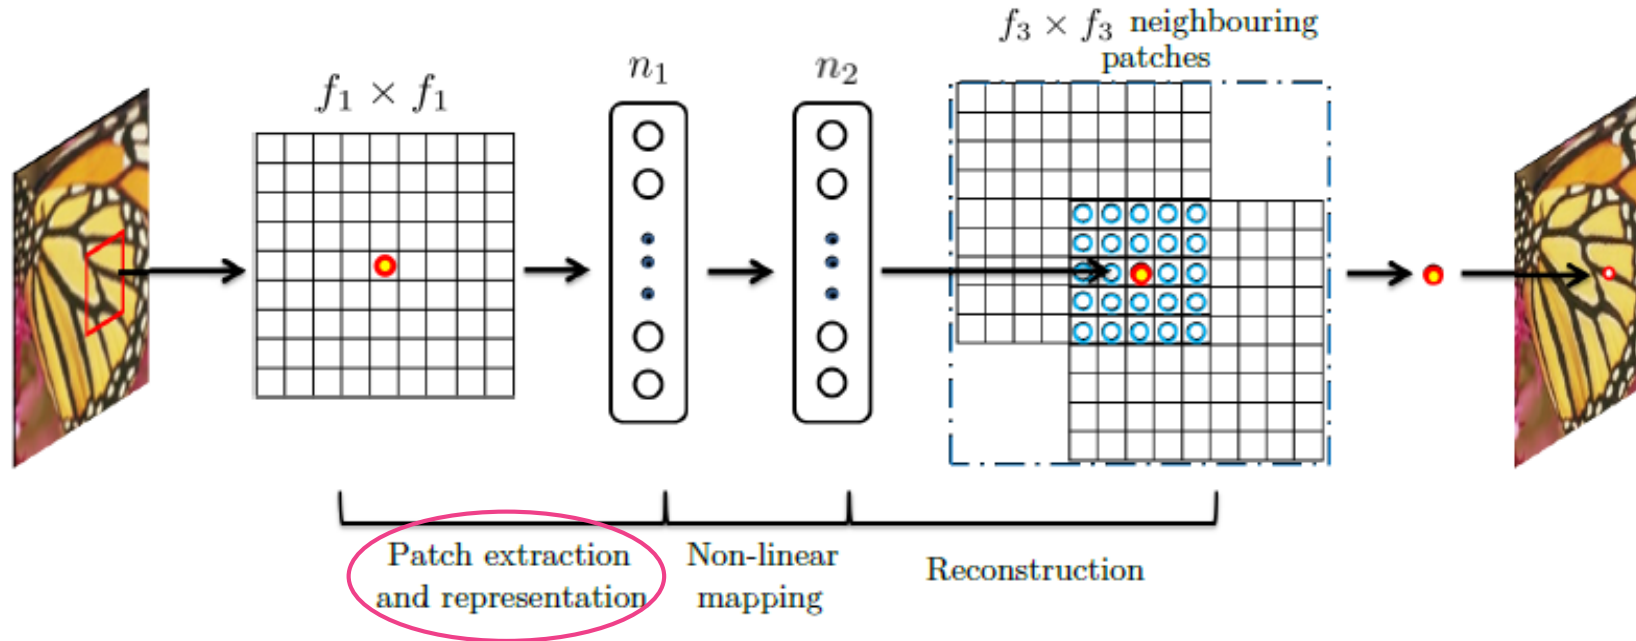 f₁ × f₁
n₁
n₂
f₃ × f₃ neighbouring
patches
Patch extraction
and representation
Non-linear
mapping
Reconstruction